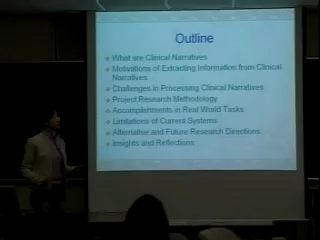 Outline
What are Clinical Narratives
Motivations of Extracting Information from Clinical
Narratives
Challenges in Processing Clinical Narratives
Project Research Methodology
Accomplishments in Real World Tasks
Limitations of Current Systems
Alternative and Future Research Directions
Insights and Reflections